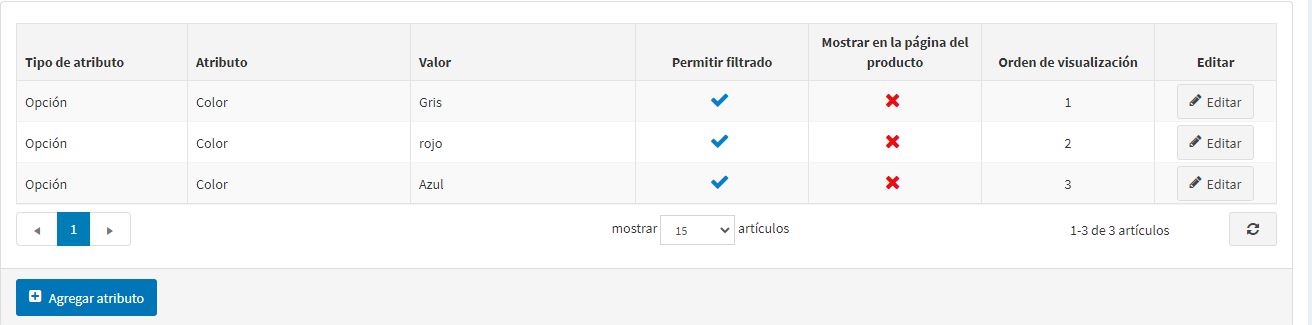 Tipo de atributo Atributo Valor Permitir filtrado Mostrar en la página del producto Orden de visualización Editar
Opción Color Gris 1 Editar
Opción Color rojo 2 Editar
Opción Color Azul 3 Editar
1 mostrar 15 artículos 1-3 de 3 artículos
Agregar atributo